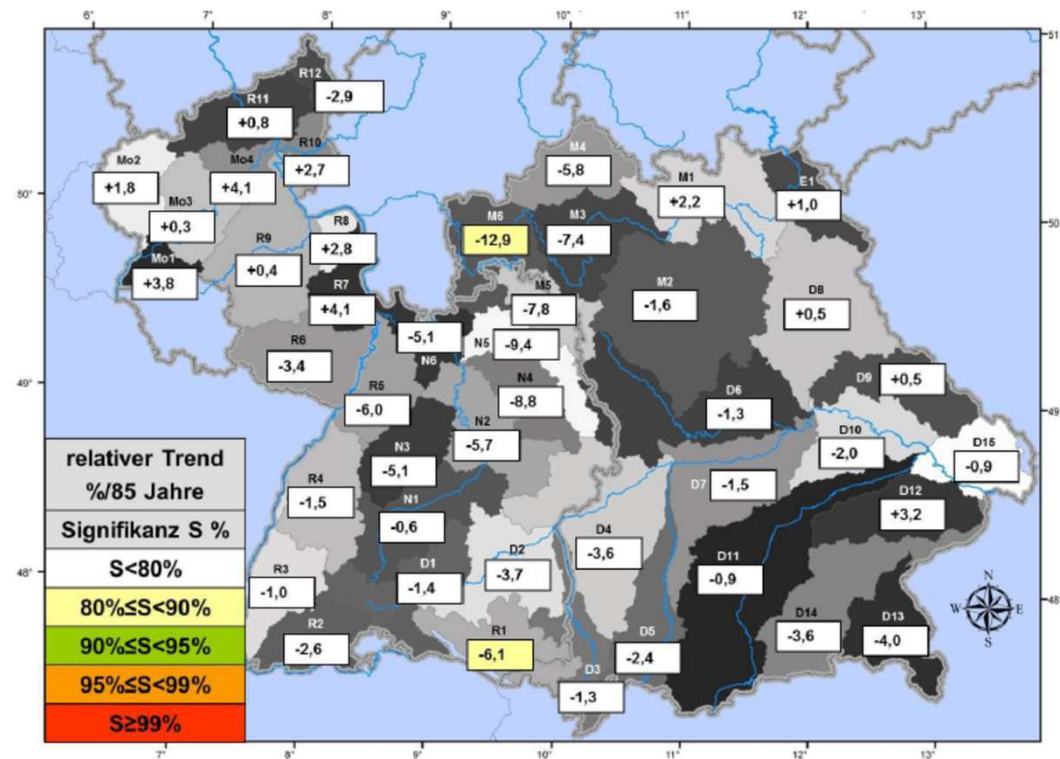 6° 7° 8° 9° 10° 11° 12° 13°
51
R12
-2,9
R11
+0,8
Mo2
+1,8
Mo4
+4,1
R10
+2,7
M4
-5,8
M1
+2,2
E1
+1,0
50°
50
Mo3
+0,3
R8
+2,8
M6
-12,9
M3
-7,4
Mo1
+3,8
R9
+0,4
R7
+4,1
M5
-7,8
M2
-1,6
D8
+0,5
-5,1
N6
N5
-9,4
R6
-3,4
49°
49
N4
-8,8
D6
-1,3
D9
+0,5
R5
-6,0
N2
-5,7
D10
-2,0
D15
-0,9
N3
-5,1
D7
-1,5
R4
-1,5
N1
-0,6
D12
+3,2
D4
-3,6
48°
48
R3
-1,0
D1
-1,4
D2
-3,7
D11
-0,9
R2
-2,6
R1
-6,1
D3
-1,3
D5
-2,4
D14
-3,6
D13
-4,0
N
W E
S
relativer Trend
%/85 Jahre
Signifikanz S %
S<80%
80%≤S<90%
90%≤S<95%
95%≤S<99%
S≥99%
7° 8° 9° 10° 11° 12° 13°